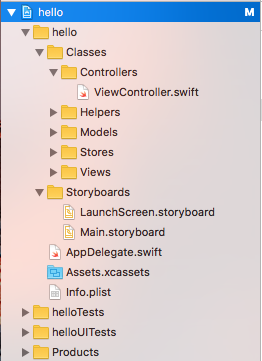 hello M
hello
Classes
Controllers
ViewController.swift
Helpers
Models
Stores
Views
Storyboards
LaunchScreen.storyboard
Main.storyboard
AppDelegate.swift
Assets.xcassets
Info.plist
helloTests
helloUITests
Products